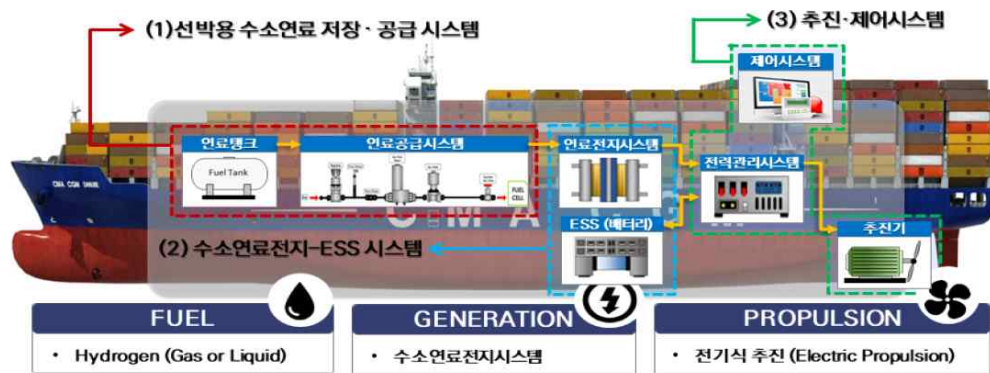 (1)선박용 수소연료 저장· 공급 시스템
(3) 추진·제어시스템
제어시스템
연료탱크
연료공급시스템
연료전지시스템
전력관리시스템
Fuel Tank
FUEL
CELL
CMA CGM
ESS (배터리)
추진기
(2) 수소연료전지-ESS 시스템
FUEL
GENERATION
PROPULSION
• Hydrogen (Gas or Liquid)
• 수소연료전지시스템
• 전기식 추진 (Electric Propulsion)